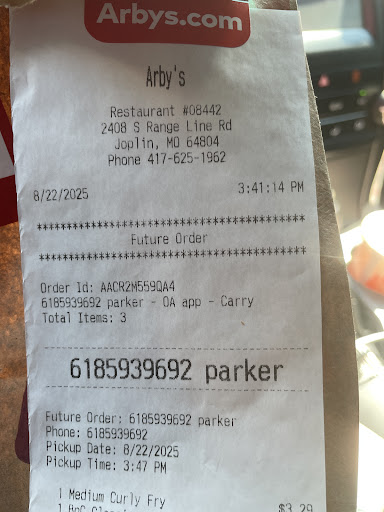 Arbys.com
Arby's
Restaurant #08442
2408 S Range Line Rd
Joplin, MO 64804
Phone 417-625-1962
8/22/2025 3:41:14 PM
****************************************
Future Order
****************************************
Order Id: AACR2M559QA4
6185939692 parker - OA app - Carry
Total Items: 3
6185939692 parker
Future Order: 6185939692 parker
Phone: 6185939692
Pickup Date: 8/22/2025
Pickup Time: 3:47 PM
1 Medium Curly Fry $3.29
1